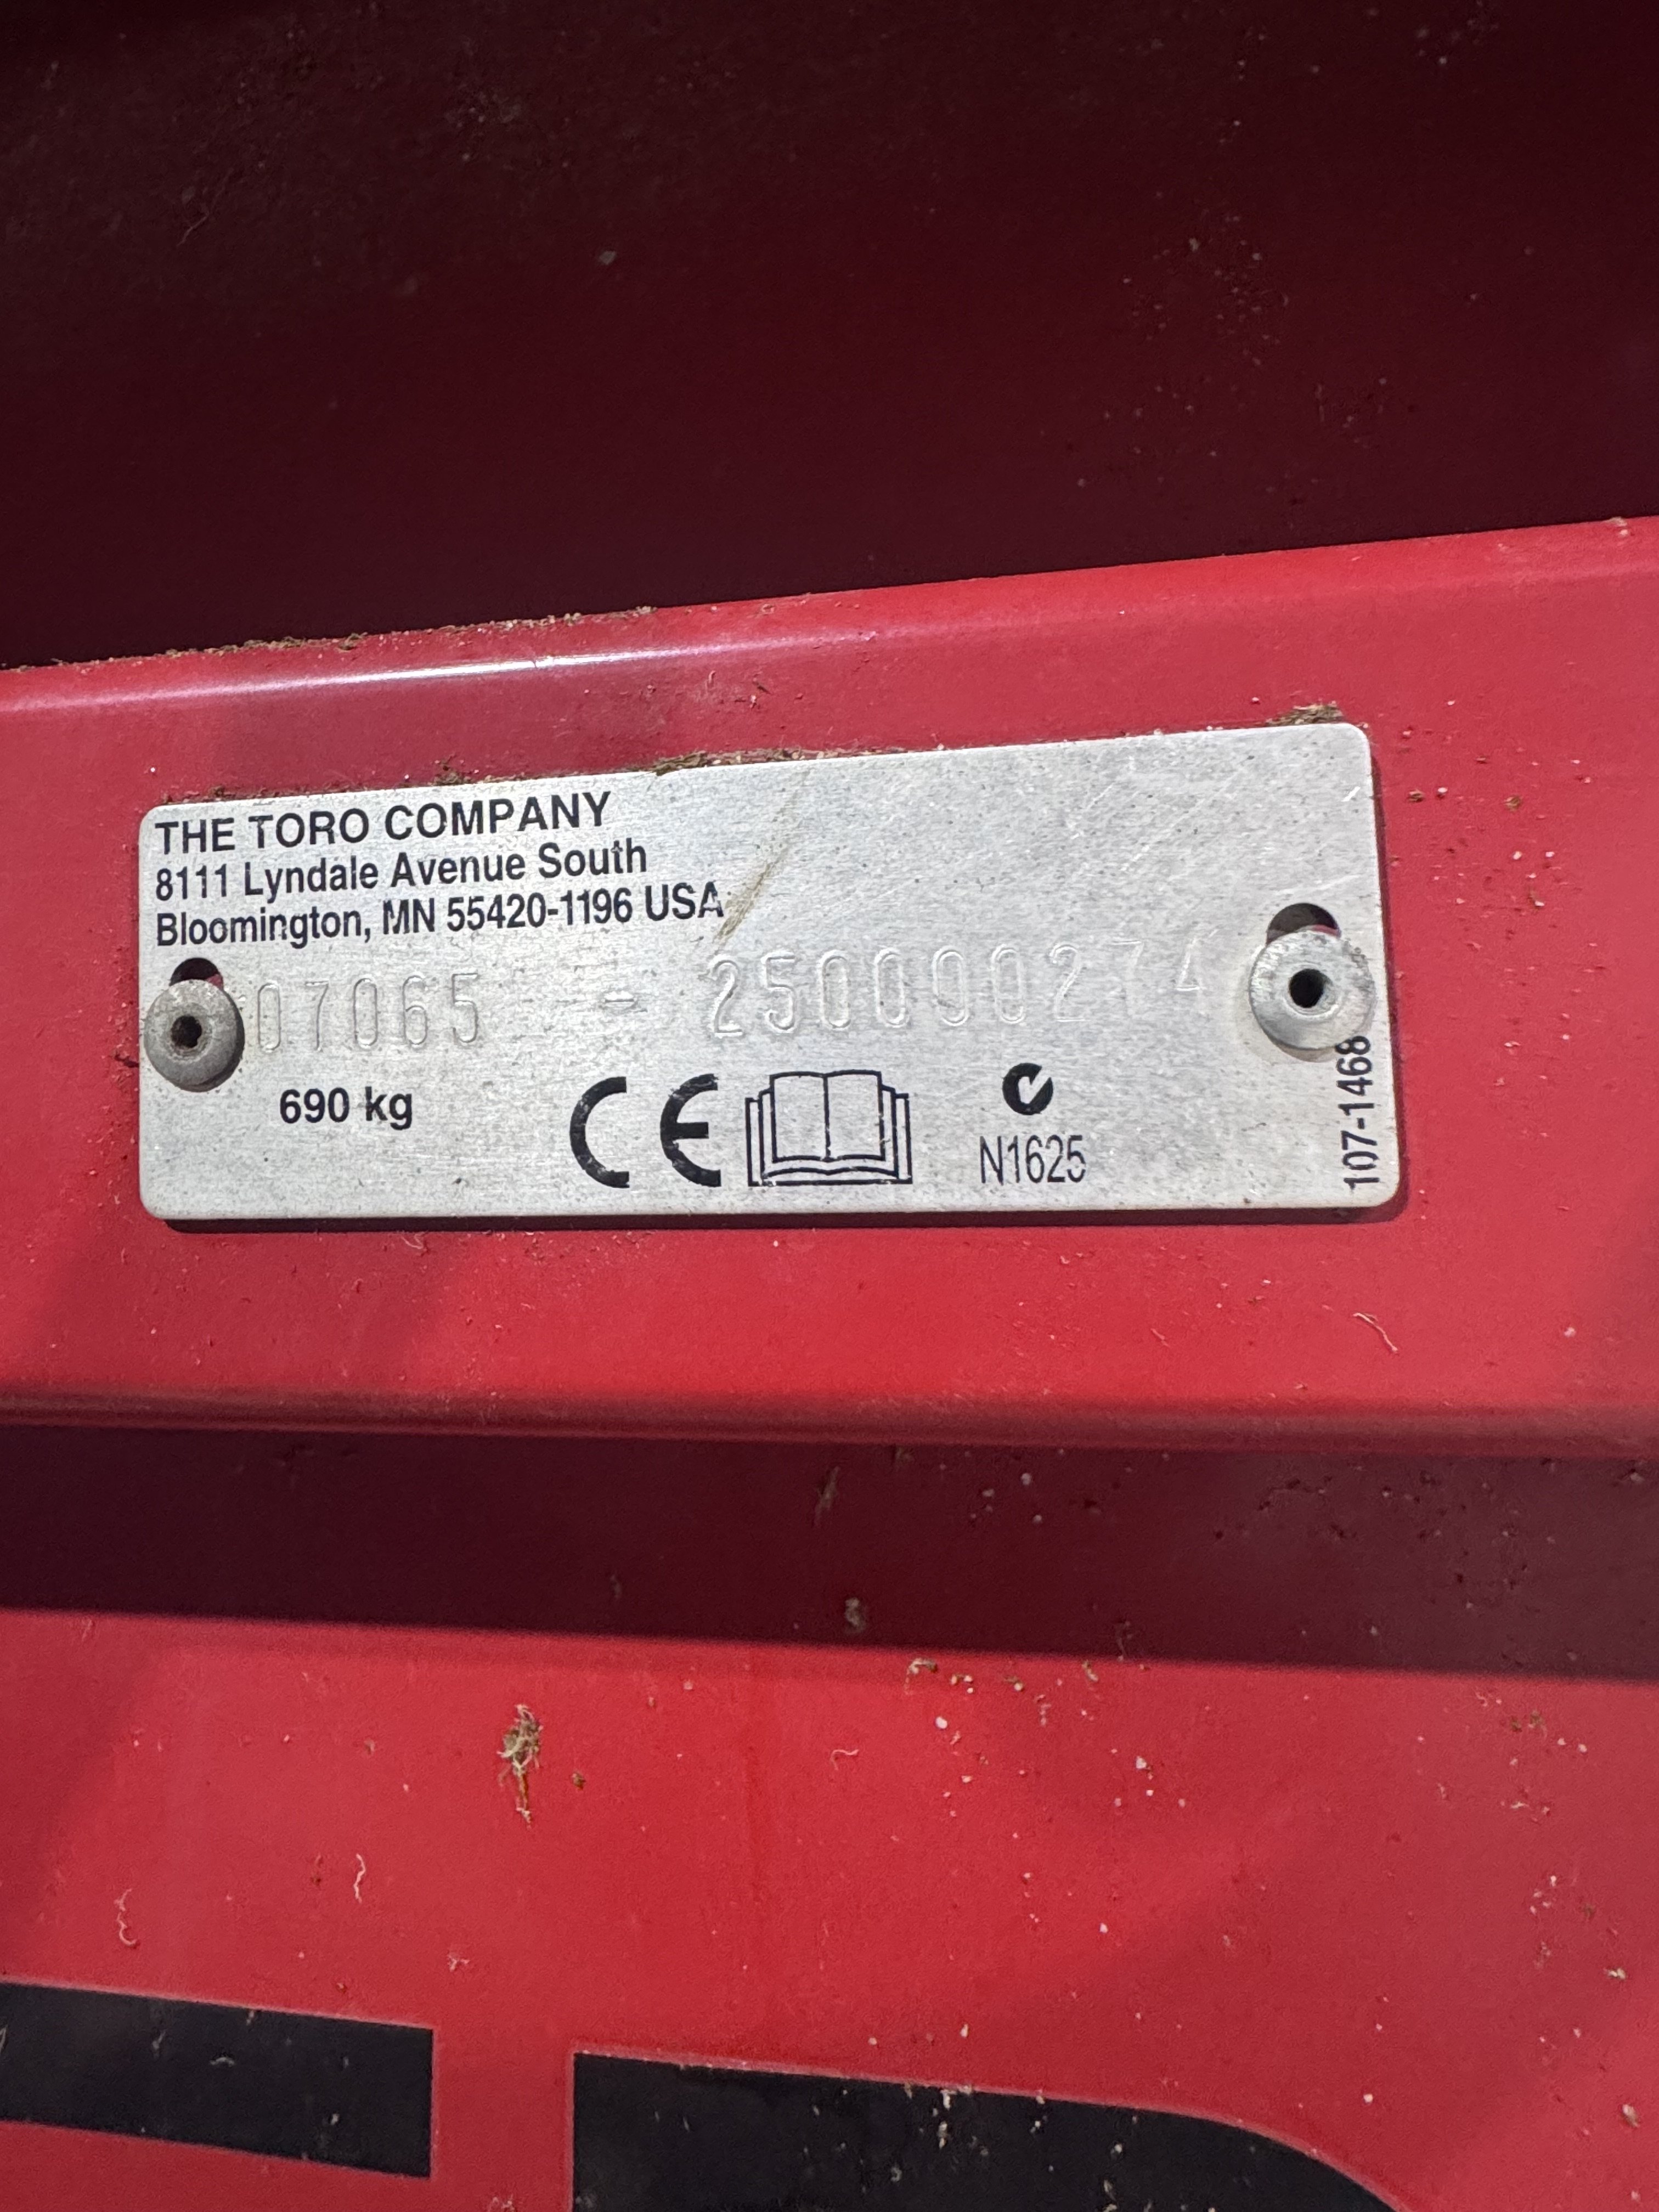 THE TORO COMPANY
8111 Lyndale Avenue South
Bloomington, MN 55420-1196 USA
07065 - 250000274
690 kg CE N1625
107-1468